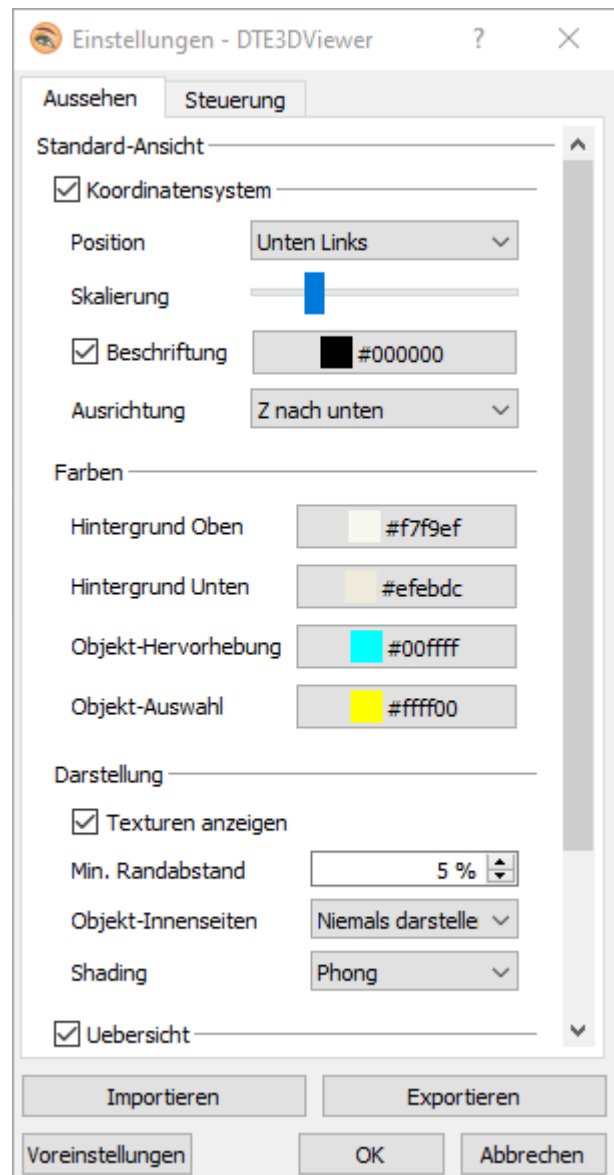 Einstellungen - DTE3DViewer ?
Aussehen Steuerung
Standard-Ansicht
Koordinatensystem
Position Unten Links
Skalierung
Beschriftung #000000
Ausrichtung Z nach unten
Farben
Hintergrund Oben #f7f9ef
Hintergrund Unten #efebdc
Objekt-Hervorhebung #00ffff
Objekt-Auswahl #ffff00
Darstellung
Texturen anzeigen
Min. Randabstand 5 %
Objekt-Innenseiten Niemals darstelle
Shading Phong
Uebersicht
Importieren Exportieren
Voreinstellungen OK Abbrechen